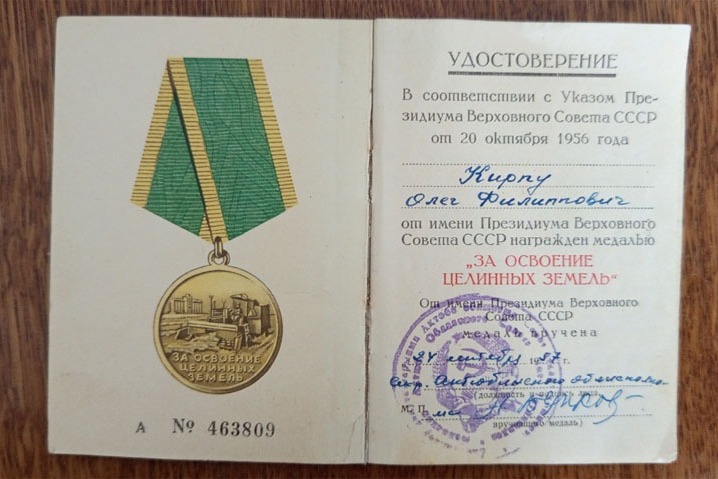 ЗА ОСВОЕНИЕ
ЦЕЛИННЫХ
ЗЕМЕЛЬ
А № 463809
УДОСТОВЕРЕНИЕ
В соответствии с Указом Пре-
зидиума Верховного Совета СССР
от 20 октября 1956 года
Кирпу
Олег Филиппович
от имени Президиума Верховного
Совета СССР награжден медалью
„ЗА ОСВОЕНИЕ
ЦЕЛИННЫХ ЗЕМЕЛЬ“
От имени Президиума Верховного
Совета СССР
медаль вручена
24 1957 г.
(должность и
М. П.
вручившего медаль)